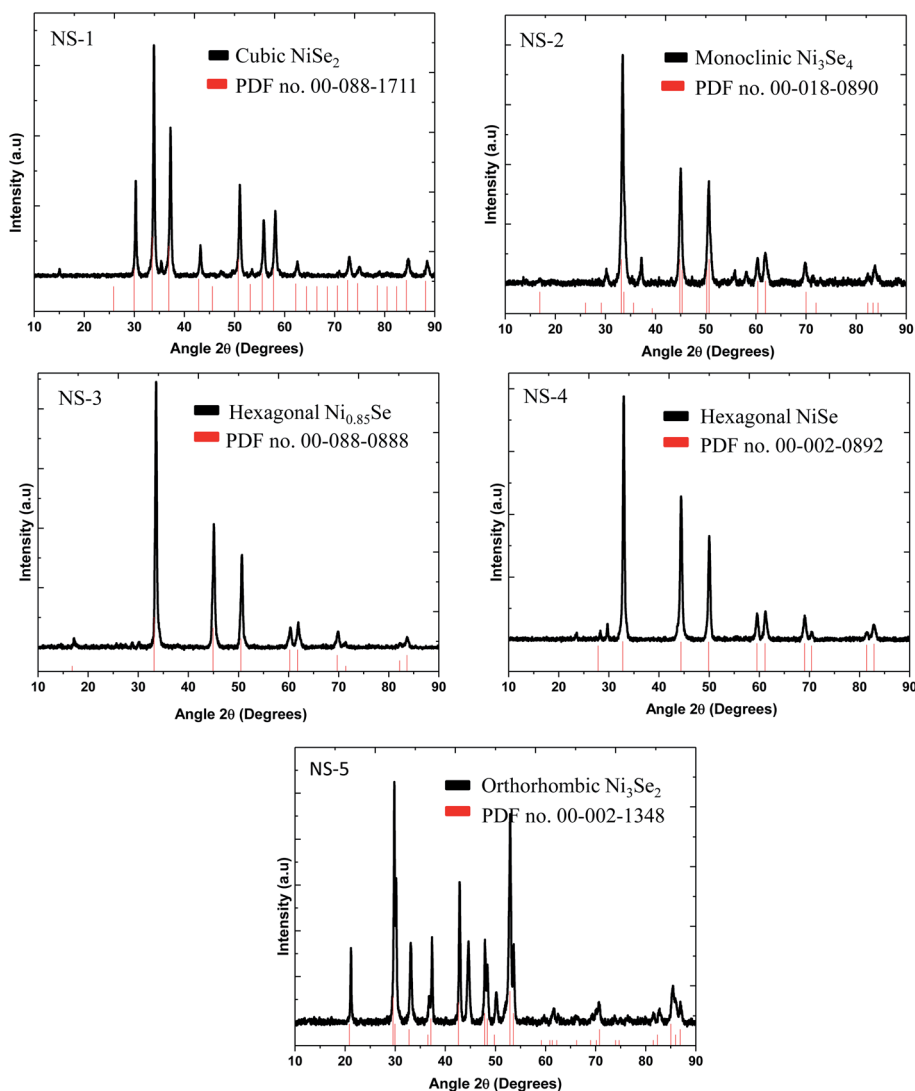 NS-1
Cubic NiSe₂
PDF no. 00-088-1711
Intensity (a.u)
10 20 30 40 50 60 70 80 90
Angle 2θ (Degrees)
NS-2
Monoclinic Ni₃Se₄
PDF no. 00-018-0890
Intensity (a.u)
10 20 30 40 50 60 70 80 90
Angle 2θ (Degrees)
NS-3
Hexagonal Ni₀.₈₅Se
PDF no. 00-088-0888
Intensity (a.u)
10 20 30 40 50 60 70 80 90
Angle 2θ (Degrees)
NS-4
Hexagonal NiSe
PDF no. 00-002-0892
Intensity (a.u)
10 20 30 40 50 60 70 80 90
Angle 2θ (Degrees)
NS-5
Orthorhombic Ni₃Se₂
PDF no. 00-002-1348
Intensity (a.u)
10 20 30 40 50 60 70 80 90
Angle 2θ (Degrees)